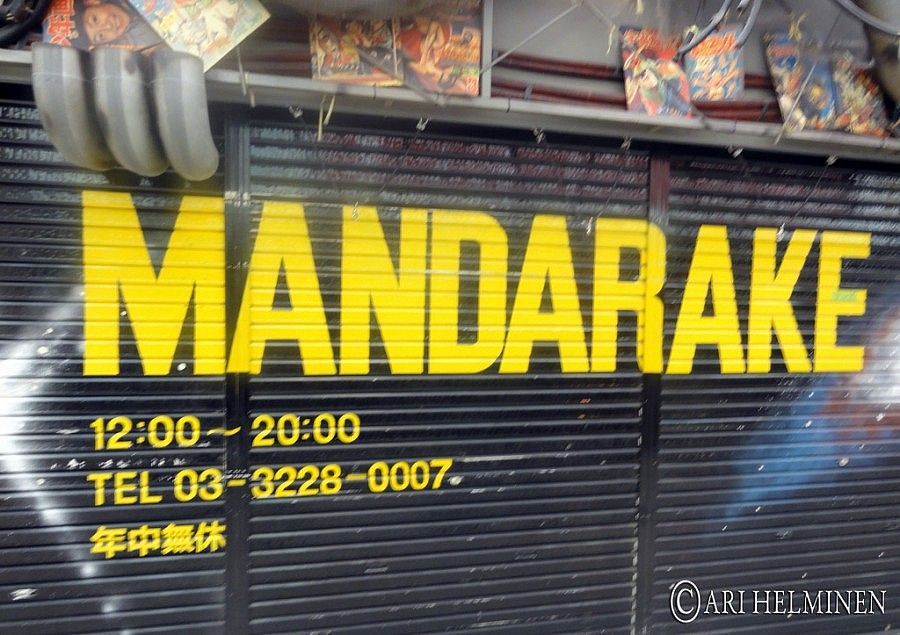 MANDARAKE
12:00～20:00
TEL 03-3228-0007
年中無休
©ARI HELMINEN